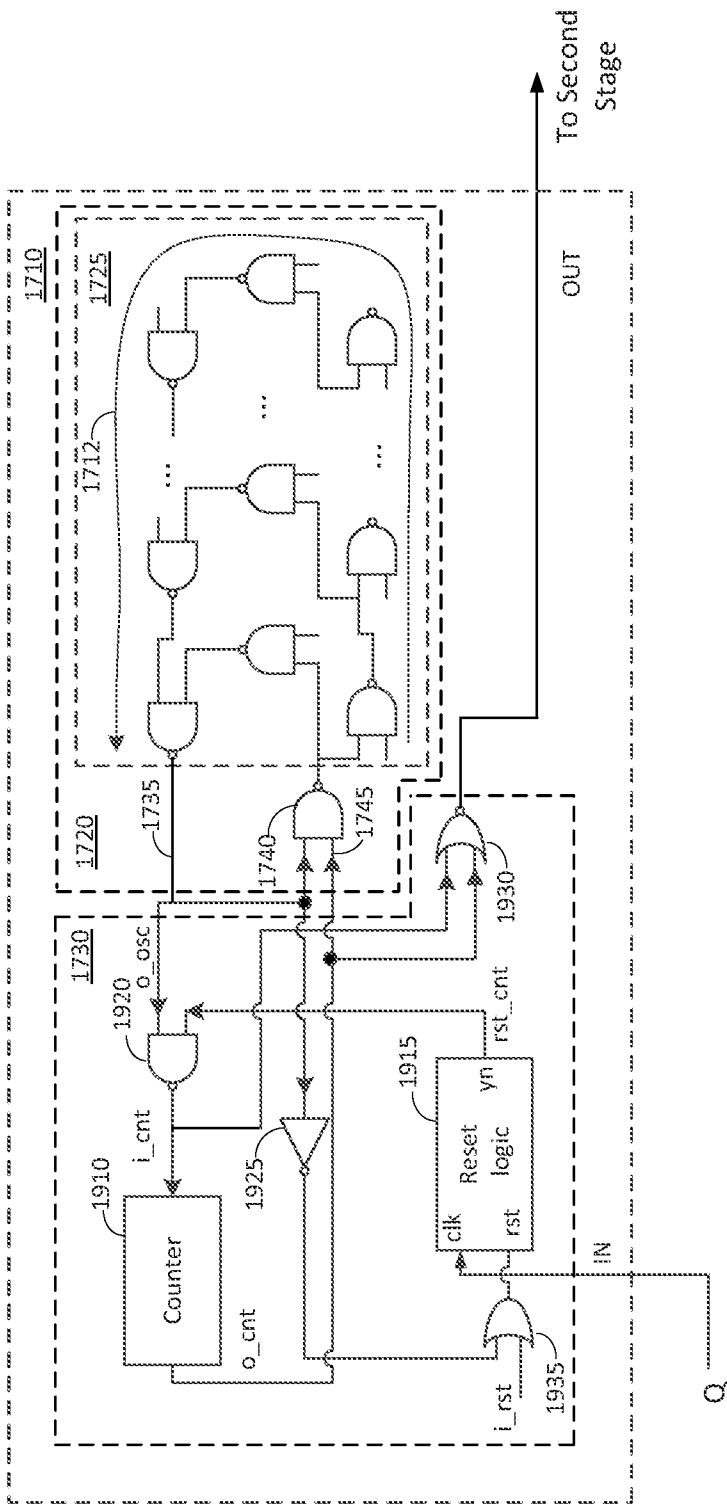 1710
1725
1712
1720
1735
1740
1745
To Second
Stage
OUT
1730
o_osc
1920
i_cnt
1910
Counter
o_cnt
1925
1930
rst_cnt
1915
yn
Reset
logic
clk
rst
IN
1935
i_rst
Q
...
...
...